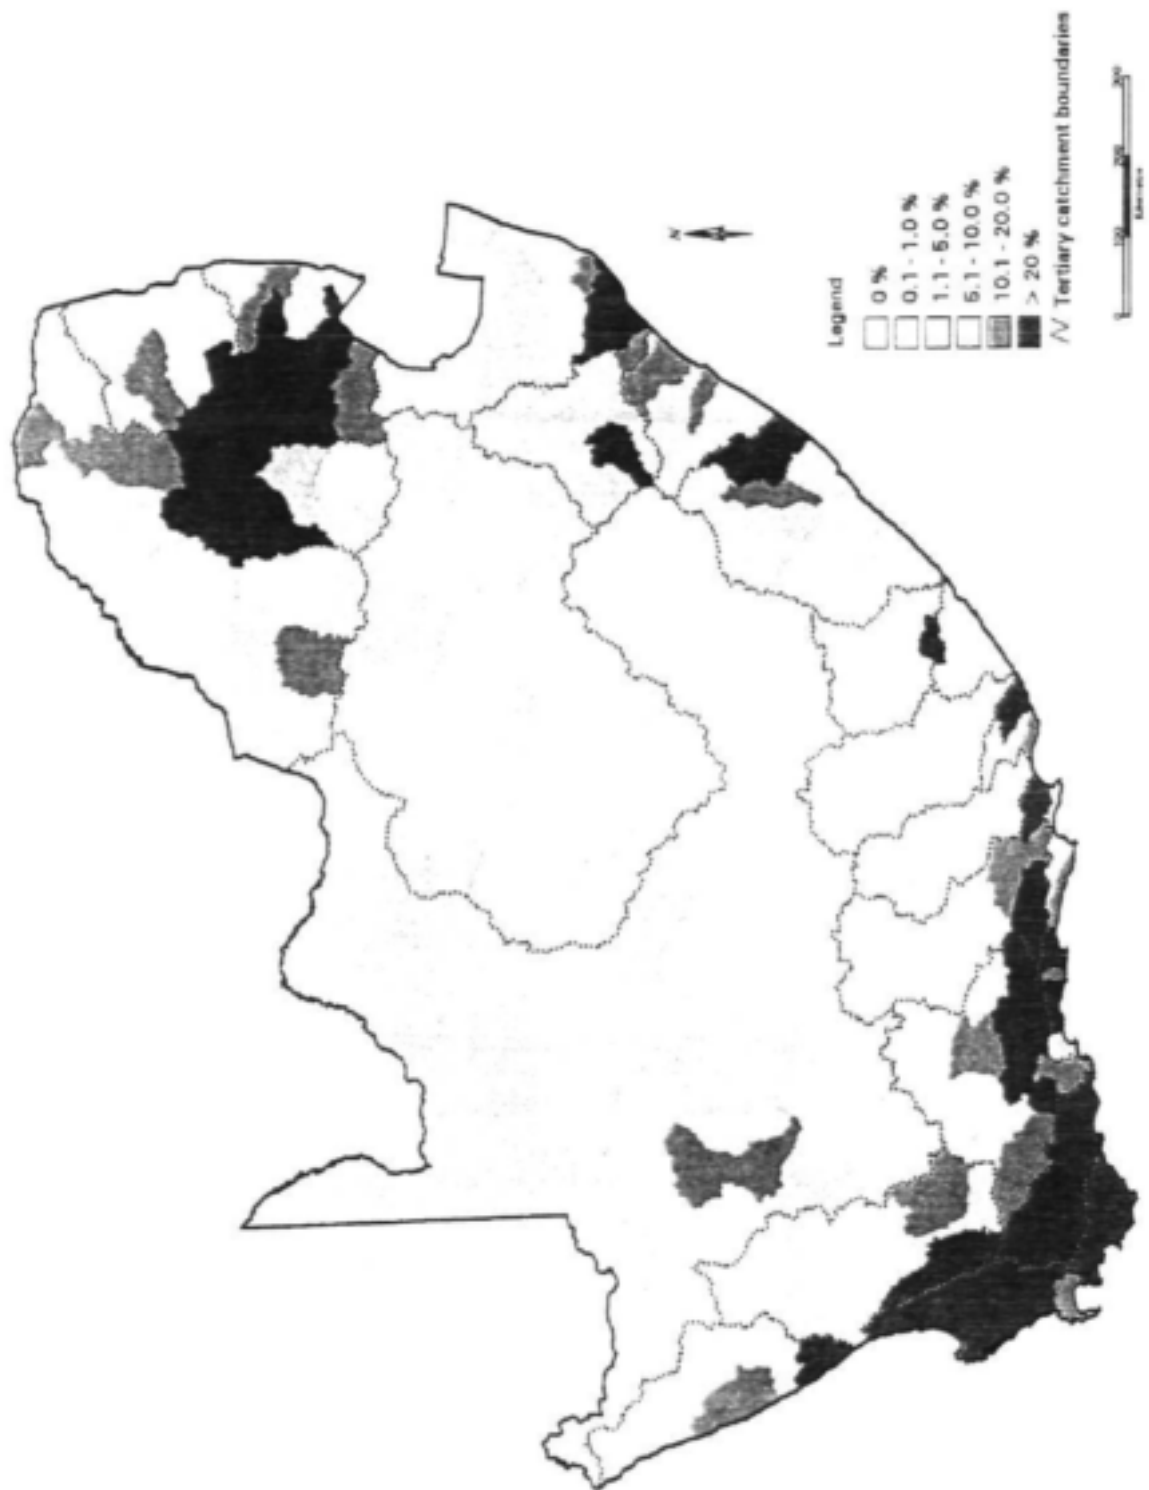 N
Legend
0 %
0.1 - 1.0 %
1.1 - 5.0 %
5.1 - 10.0 %
10.1 - 20.0 %
> 20 %
/\/ Tertiary catchment boundaries
0 100 200 300
Kilometers